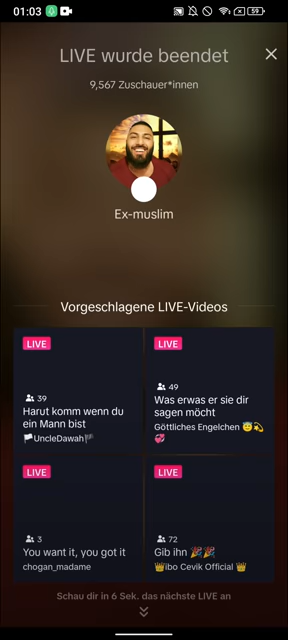 01:03
59
LIVE wurde beendet
9,567 Zuschauer*innen
Ex-muslim
Vorgeschlagene LIVE-Videos
LIVE
LIVE
39
Harut komm wenn du
ein Mann bist
🏳️UncleDawah🏴
49
Was erwas er sie dir
sagen möcht
Göttliches Engelchen 😇💫
💞
LIVE
LIVE
3
You want it, you got it
chogan_madame
72
Gib ihn 🎉🎉
👑Ibo Cevik Official 👑
Schau dir in 6 Sek. das nächste LIVE an